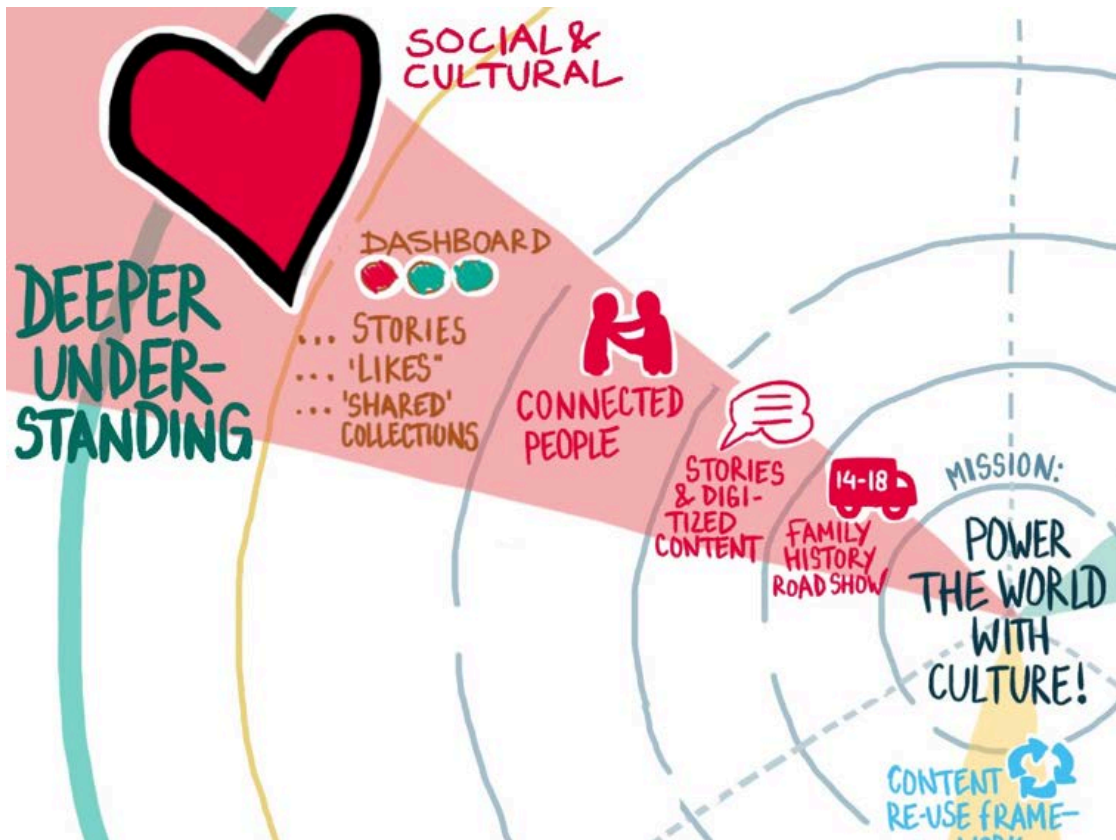 SOCIAL &
CULTURAL
DASHBOARD
... STORIES
... 'LIKES"
... 'SHARED'
COLLECTIONS
DEEPER
UNDER-
STANDING
CONNECTED
PEOPLE
STORIES
& DIGI-
TIZED
CONTENT
14-18
FAMILY
HISTORY
ROAD SHOW
MISSION:
POWER
THE WORLD
WITH
CULTURE!
CONTENT
RE-USE FRAME-